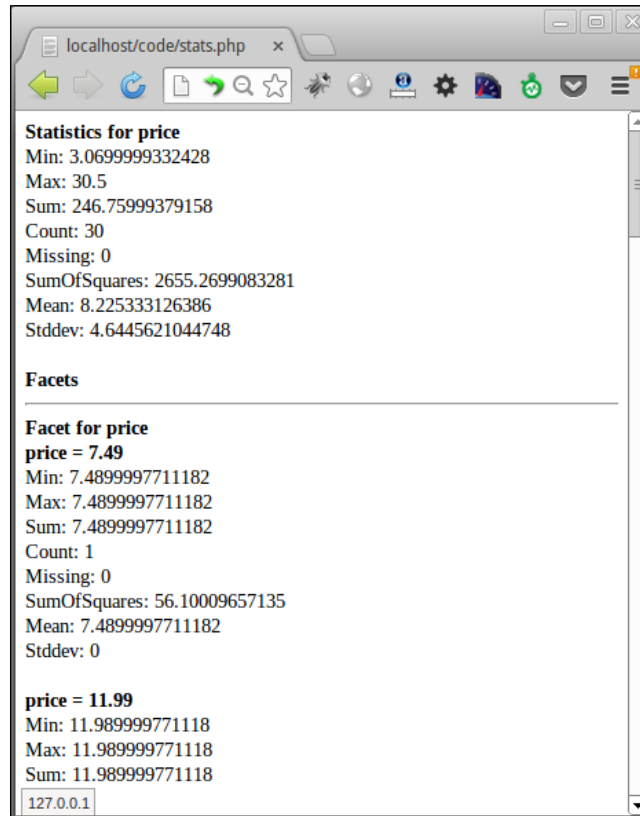 localhost/code/stats.php
Statistics for price
Min: 3.0699999332428
Max: 30.5
Sum: 246.75999379158
Count: 30
Missing: 0
SumOfSquares: 2655.2699083281
Mean: 8.225333126386
Stddev: 4.6445621044748
Facets
Facet for price
price = 7.49
Min: 7.4899997711182
Max: 7.4899997711182
Sum: 7.4899997711182
Count: 1
Missing: 0
SumOfSquares: 56.10009657135
Mean: 7.4899997711182
Stddev: 0
price = 11.99
Min: 11.989999771118
Max: 11.989999771118
Sum: 11.989999771118
127.0.0.1